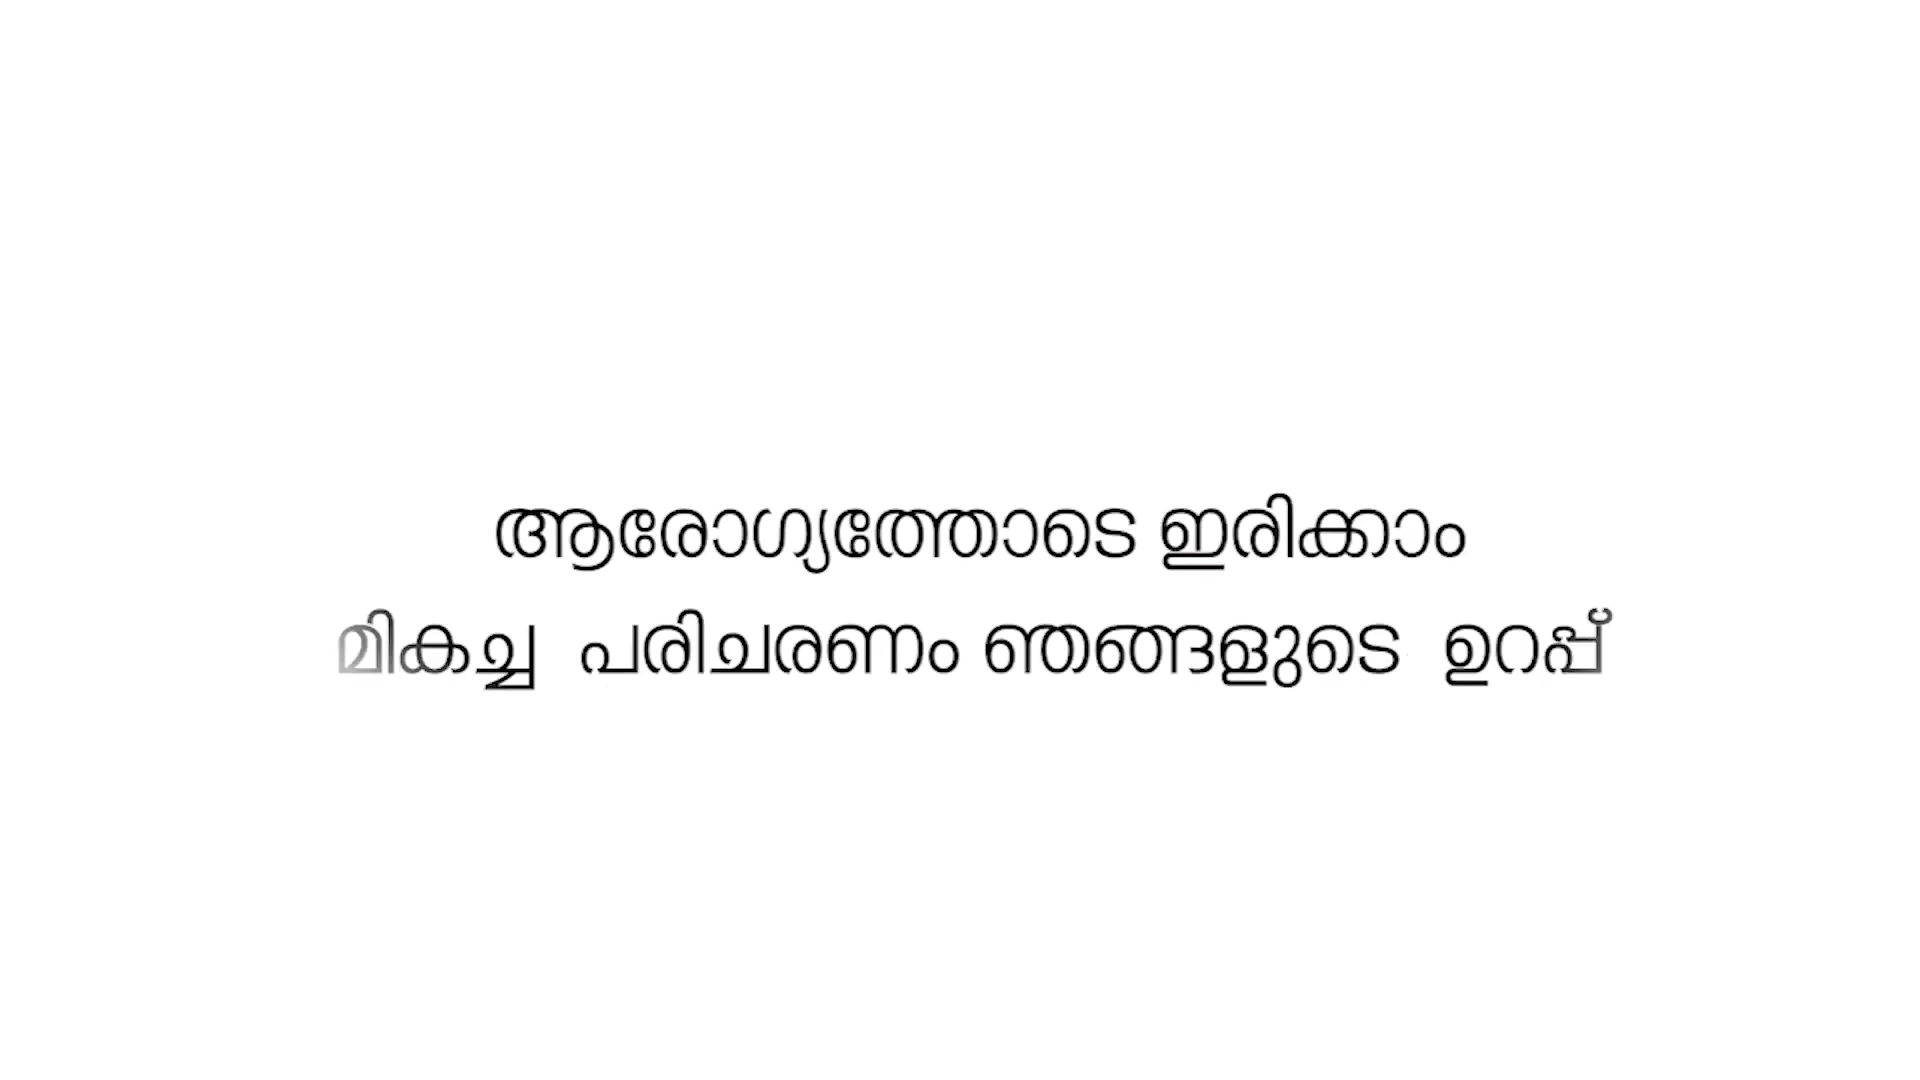 ആരോഗ്യത്തോടെ ഇരിക്കാം
മികച്ച പരിചരണം ഞങ്ങളുടെ ഉറപ്പ്